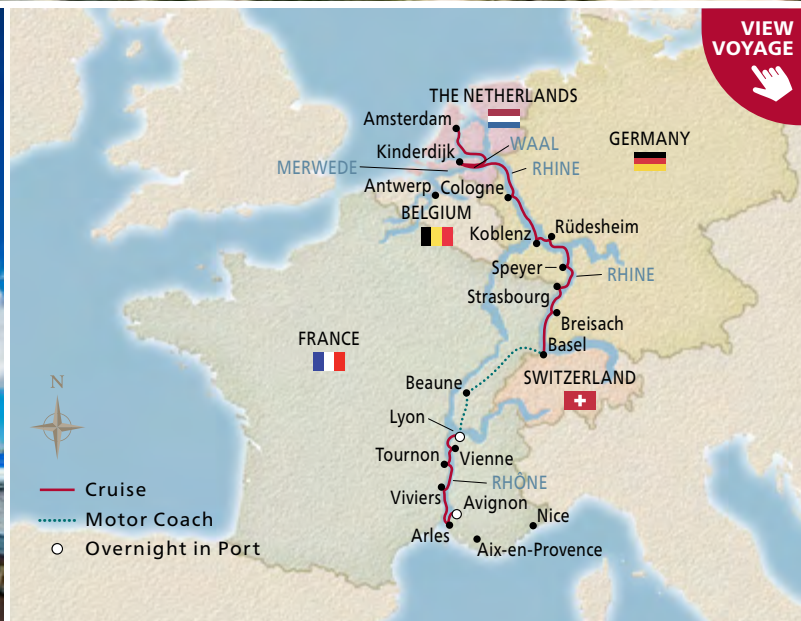 VIEW
VOYAGE
THE NETHERLANDS
Amsterdam
GERMANY
Kinderdijk
WAAL
MERWEDE
RHINE
Antwerp
Cologne
BELGIUM
Koblenz
Rüdesheim
Speyer
RHINE
Strasbourg
Breisach
FRANCE
Basel
SWITZERLAND
Beaune
N
Lyon
Tournon
Vienne
RHÔNE
Viviers
Avignon
Nice
Arles
Aix-en-Provence
Cruise
Motor Coach
Overnight in Port